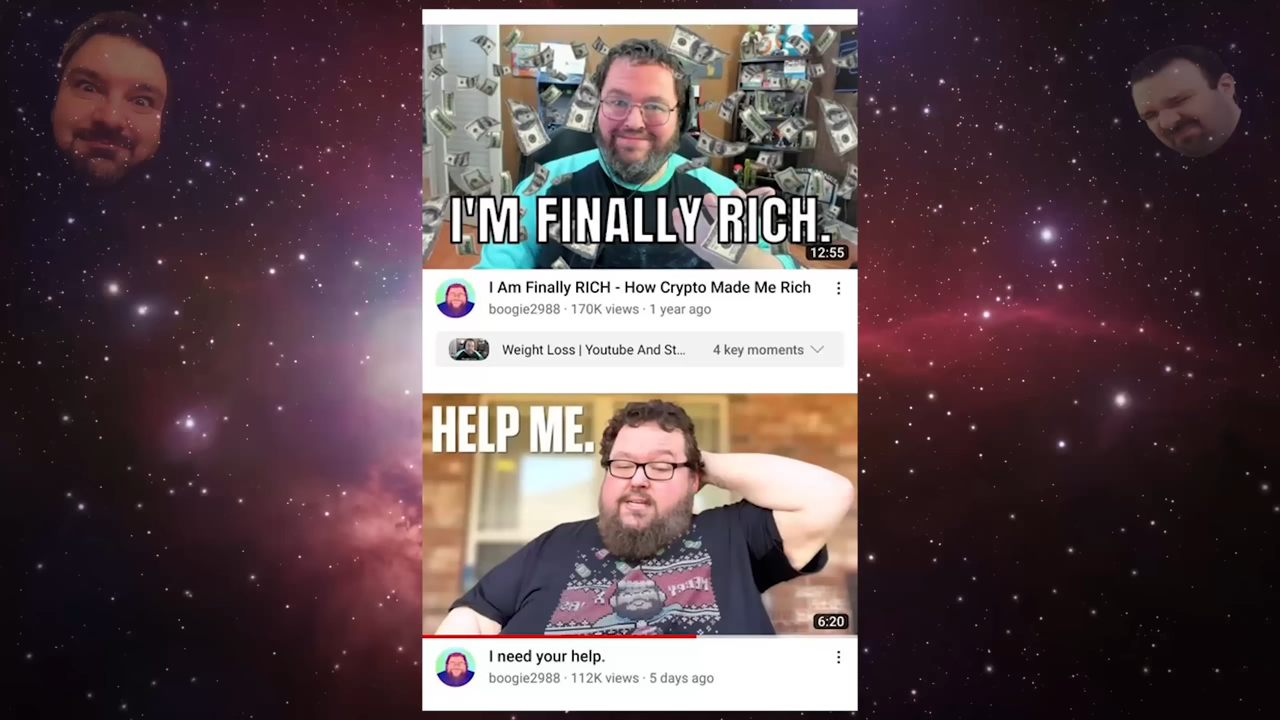 I'M FINALLY RICH.
12:55
I Am Finally RICH - How Crypto Made Me Rich
boogie2988 · 170K views · 1 year ago
Weight Loss | Youtube And St... 4 key moments
HELP ME.
6:20
I need your help.
boogie2988 · 112K views · 5 days ago